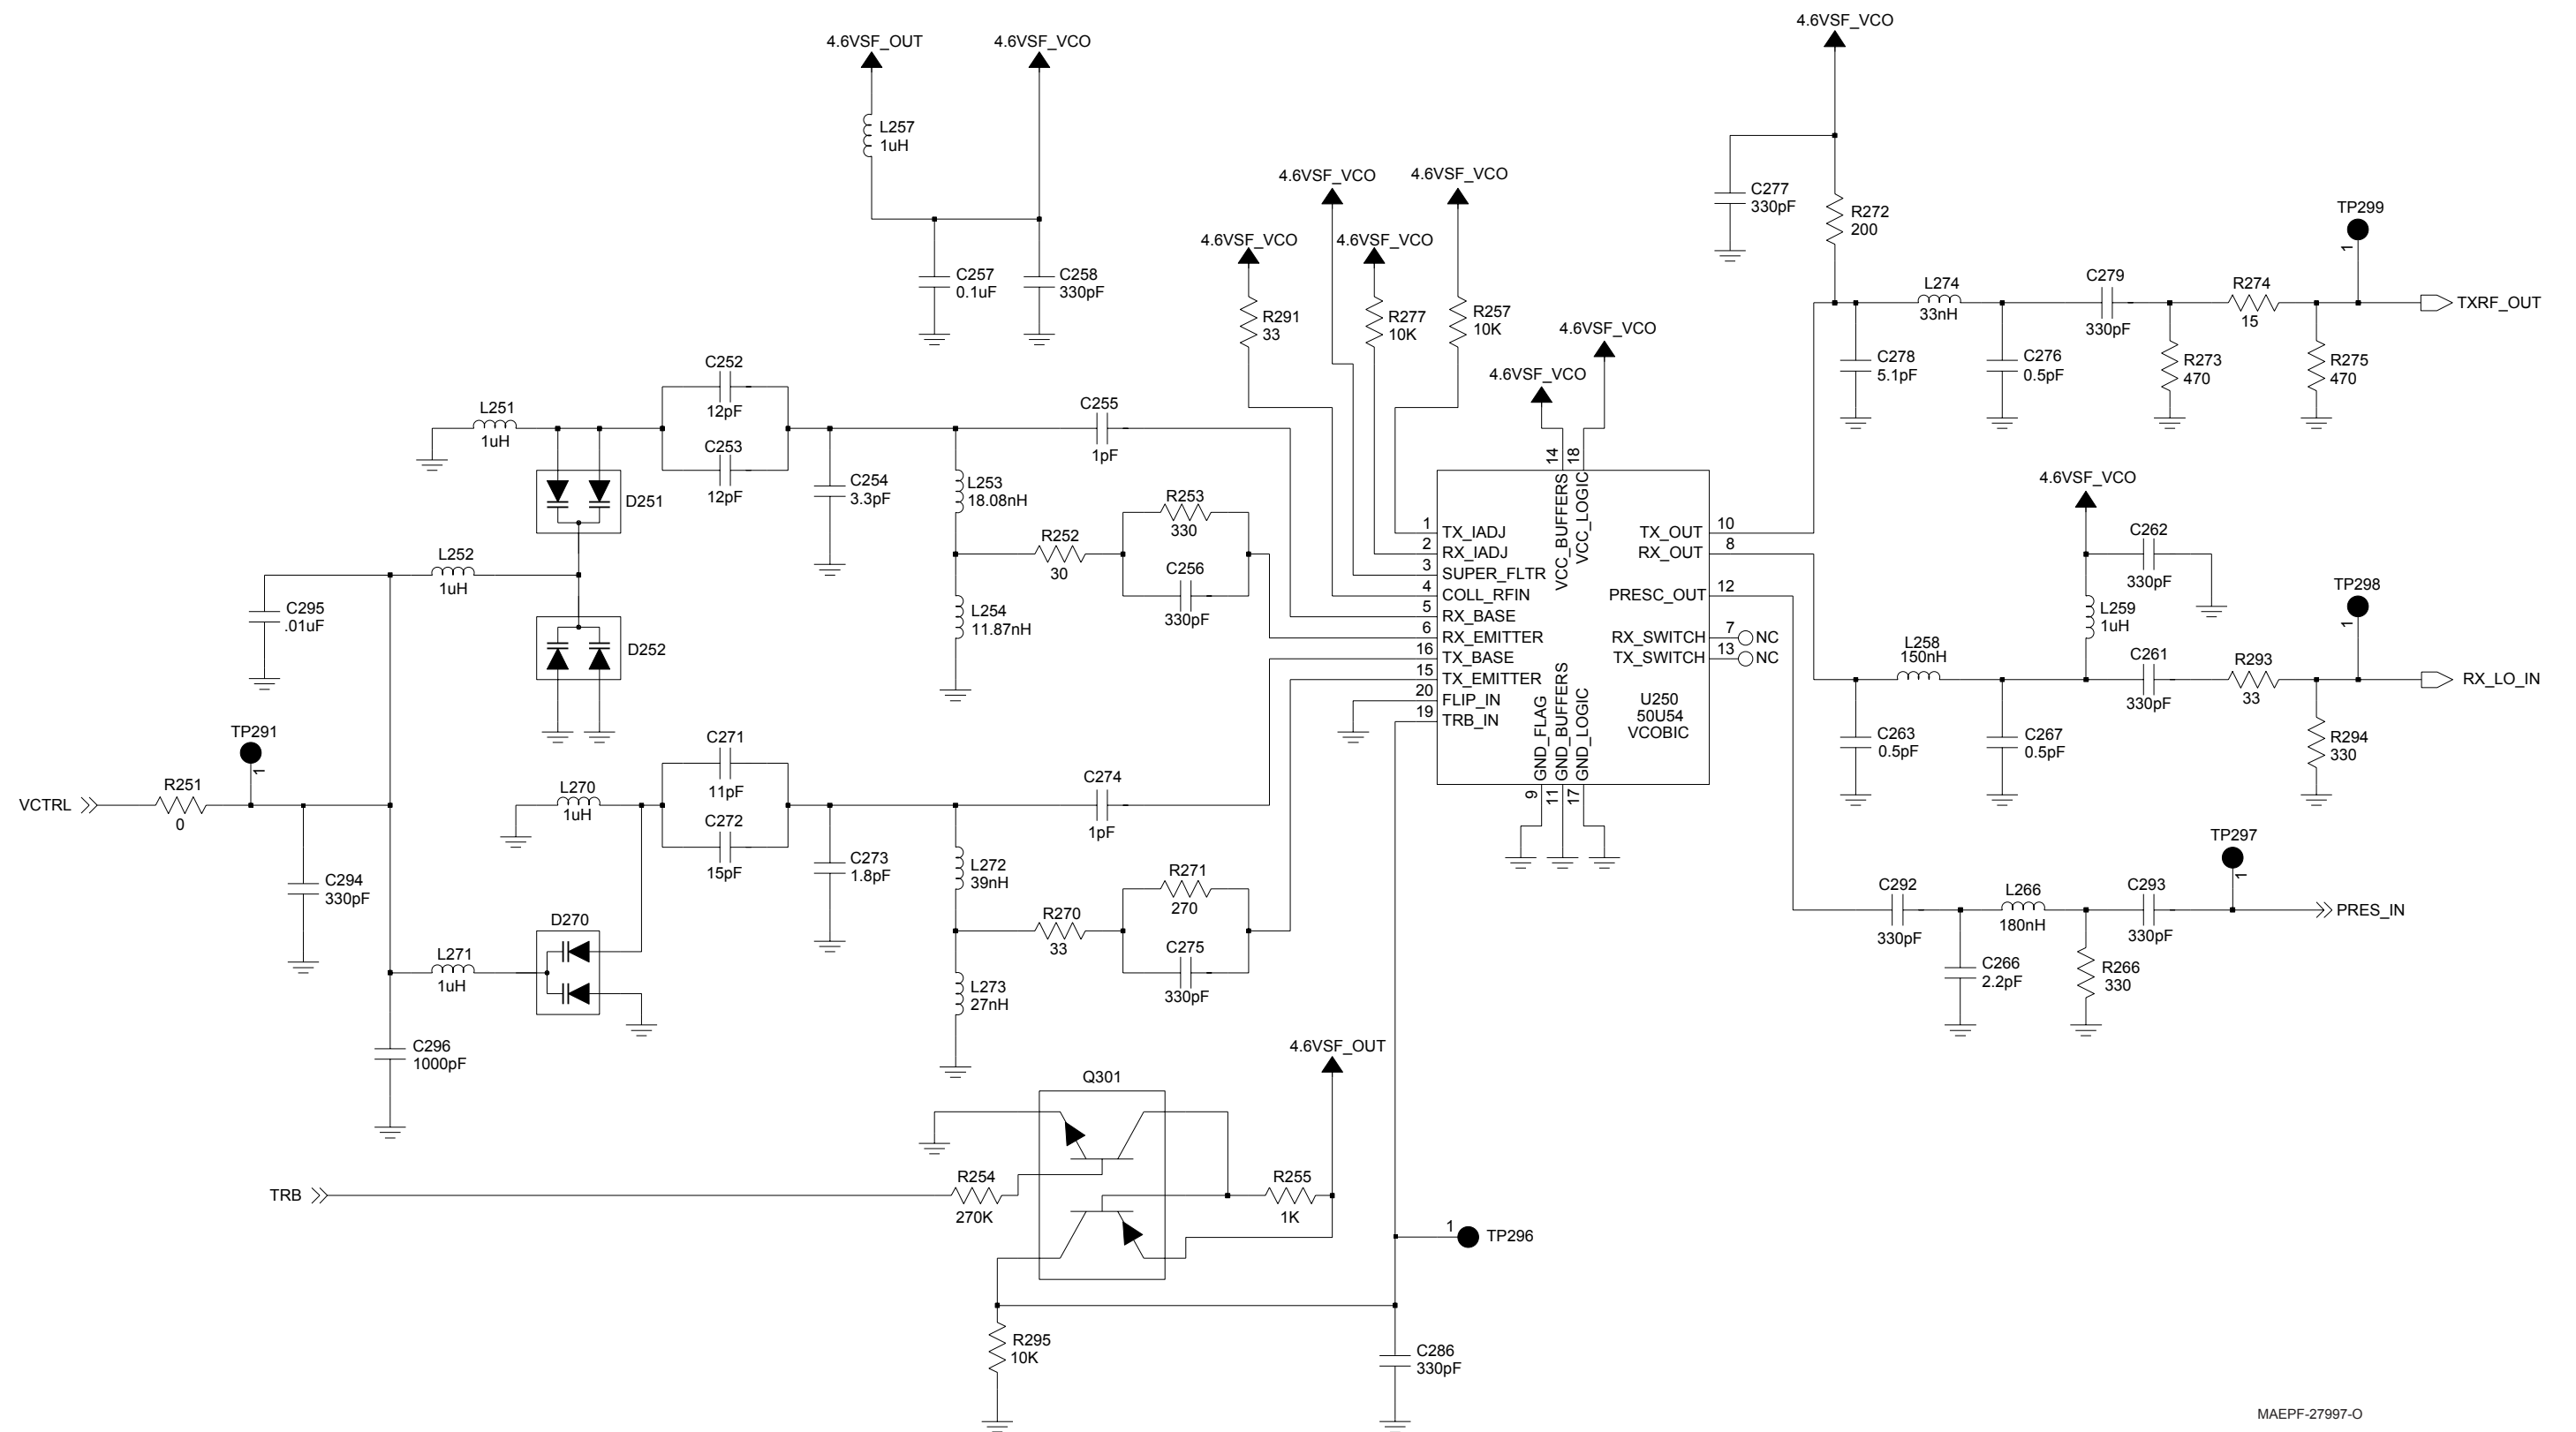 4.6VSF_VCO
4.6VSF_OUT
4.6VSF_VCO
L257
1uH
C257
0.1uF
C258
330pF
4.6VSF_VCO
4.6VSF_VCO
4.6VSF_VCO
4.6VSF_VCO
R291
33
R277
10K
R257
10K
4.6VSF_VCO
4.6VSF_VCO
C277
330pF
R272
200
TP299
1
L274
33nH
C279
330pF
R274
15
TXRF_OUT
C278
5.1pF
C276
0.5pF
R273
470
R275
470
C252
12pF
C253
12pF
L251
1uH
C255
1pF
D251
C254
3.3pF
L253
18.08nH
R253
330
R252
30
C256
330pF
L254
11.87nH
L252
1uH
C295
.01uF
D252
14
18
VCC_BUFFERS
VCC_LOGIC
1
TX_IADJ
2
RX_IADJ
3
SUPER_FLTR
4
COLL_RFIN
5
RX_BASE
6
RX_EMITTER
16
TX_BASE
15
TX_EMITTER
20
FLIP_IN
19
TRB_IN
TX_OUT
10
RX_OUT
8
PRESC_OUT
12
RX_SWITCH
7
NC
TX_SWITCH
13
NC
U250
50U54
VCOBIC
GND_FLAG
GND_BUFFERS
GND_LOGIC
9
11
17
4.6VSF_VCO
C262
330pF
L259
1uH
TP298
1
L258
150nH
C261
330pF
R293
33
RX_LO_IN
C263
0.5pF
C267
0.5pF
R294
330
TP291
1
VCTRL
R251
0
C294
330pF
L270
1uH
C271
11pF
C272
15pF
C274
1pF
C273
1.8pF
L272
39nH
R271
270
R270
33
C275
330pF
L273
27nH
D270
L271
1uH
C296
1000pF
TP297
1
C292
330pF
L266
180nH
C293
330pF
PRES_IN
C266
2.2pF
R266
330
4.6VSF_OUT
Q301
TRB
R254
270K
R255
1K
1
TP296
R295
10K
C286
330pF
MAEPF-27997-O